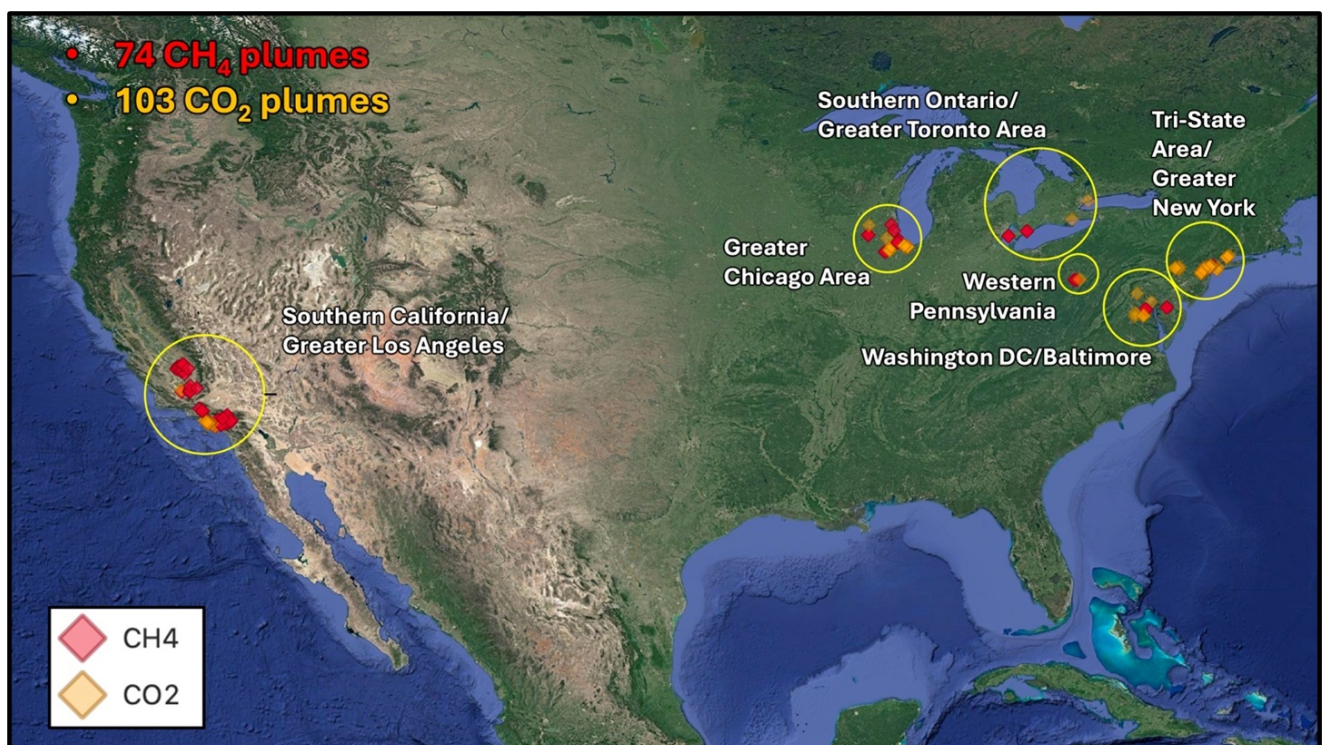 • 74 CH₄ plumes
• 103 CO₂ plumes
Southern Ontario/
Greater Toronto Area
Tri-State
Area/
Greater
New York
Greater
Chicago Area
Western
Pennsylvania
Southern California/
Greater Los Angeles
Washington DC/Baltimore
CH4
CO2